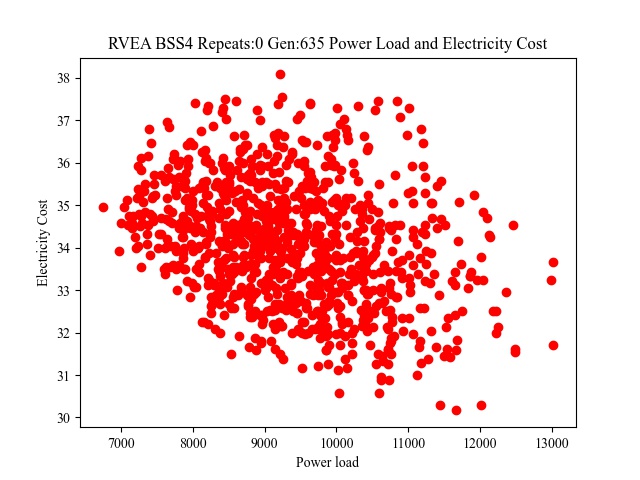 RVEA BSS4 Repeats:0 Gen:635 Power Load and Electricity Cost
38
37
36
35
34
33
32
31
30
Electricity Cost
7000 8000 9000 10000 11000 12000 13000
Power load